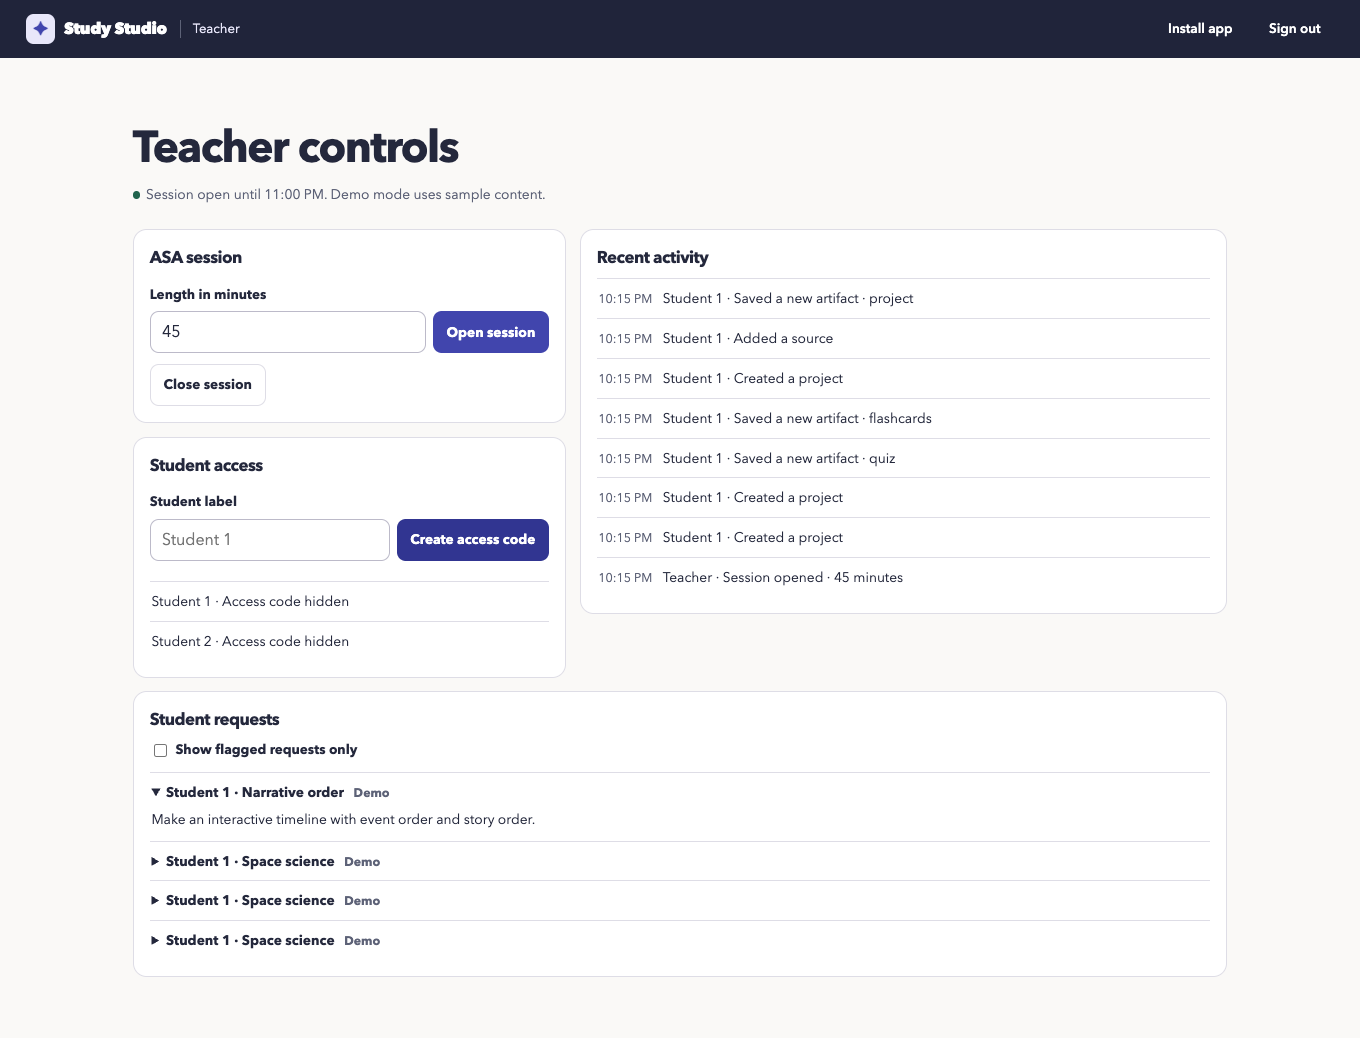 Study Studio
Teacher
Install app
Sign out
Teacher controls
Session open until 11:00 PM. Demo mode uses sample content.
ASA session
Length in minutes
45
Open session
Close session
Student access
Student label
Student 1
Create access code
Student 1 · Access code hidden
Student 2 · Access code hidden
Recent activity
10:15 PM Student 1 · Saved a new artifact · project
10:15 PM Student 1 · Added a source
10:15 PM Student 1 · Created a project
10:15 PM Student 1 · Saved a new artifact · flashcards
10:15 PM Student 1 · Saved a new artifact · quiz
10:15 PM Student 1 · Created a project
10:15 PM Student 1 · Created a project
10:15 PM Teacher · Session opened · 45 minutes
Student requests
Show flagged requests only
Student 1 · Narrative order Demo
Make an interactive timeline with event order and story order.
Student 1 · Space science Demo
Student 1 · Space science Demo
Student 1 · Space science Demo